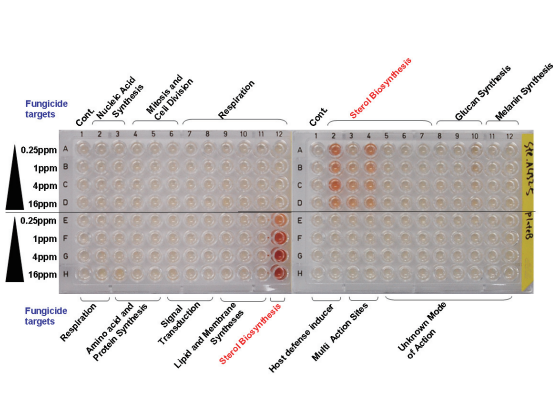 Cont.
Nucleic Acid
Synthesis
Mitosis and
Cell Division
Respiration
Cont.
Sterol Biosynthesis
Glucan Synthesis
Melanin Synthesis
Fungicide
targets
1 2 3 4 5 6 7 8 9 10 11 12
1 2 3 4 5 6 7 8 9 10 11 12
0.25ppm A A
1ppm B B
4ppm C C
16ppm D D
0.25ppm E E
1ppm F F
4ppm G G
16ppm H H
PlateB
Fungicide
targets
Respiration
Amino acid and
Protein Synthesis
Signal
Transduction
Lipid and Membrane
Syntheses
Sterol Biosynthesis
Host defense inducer
Multi Action Sites
Unknown Mode
of Action